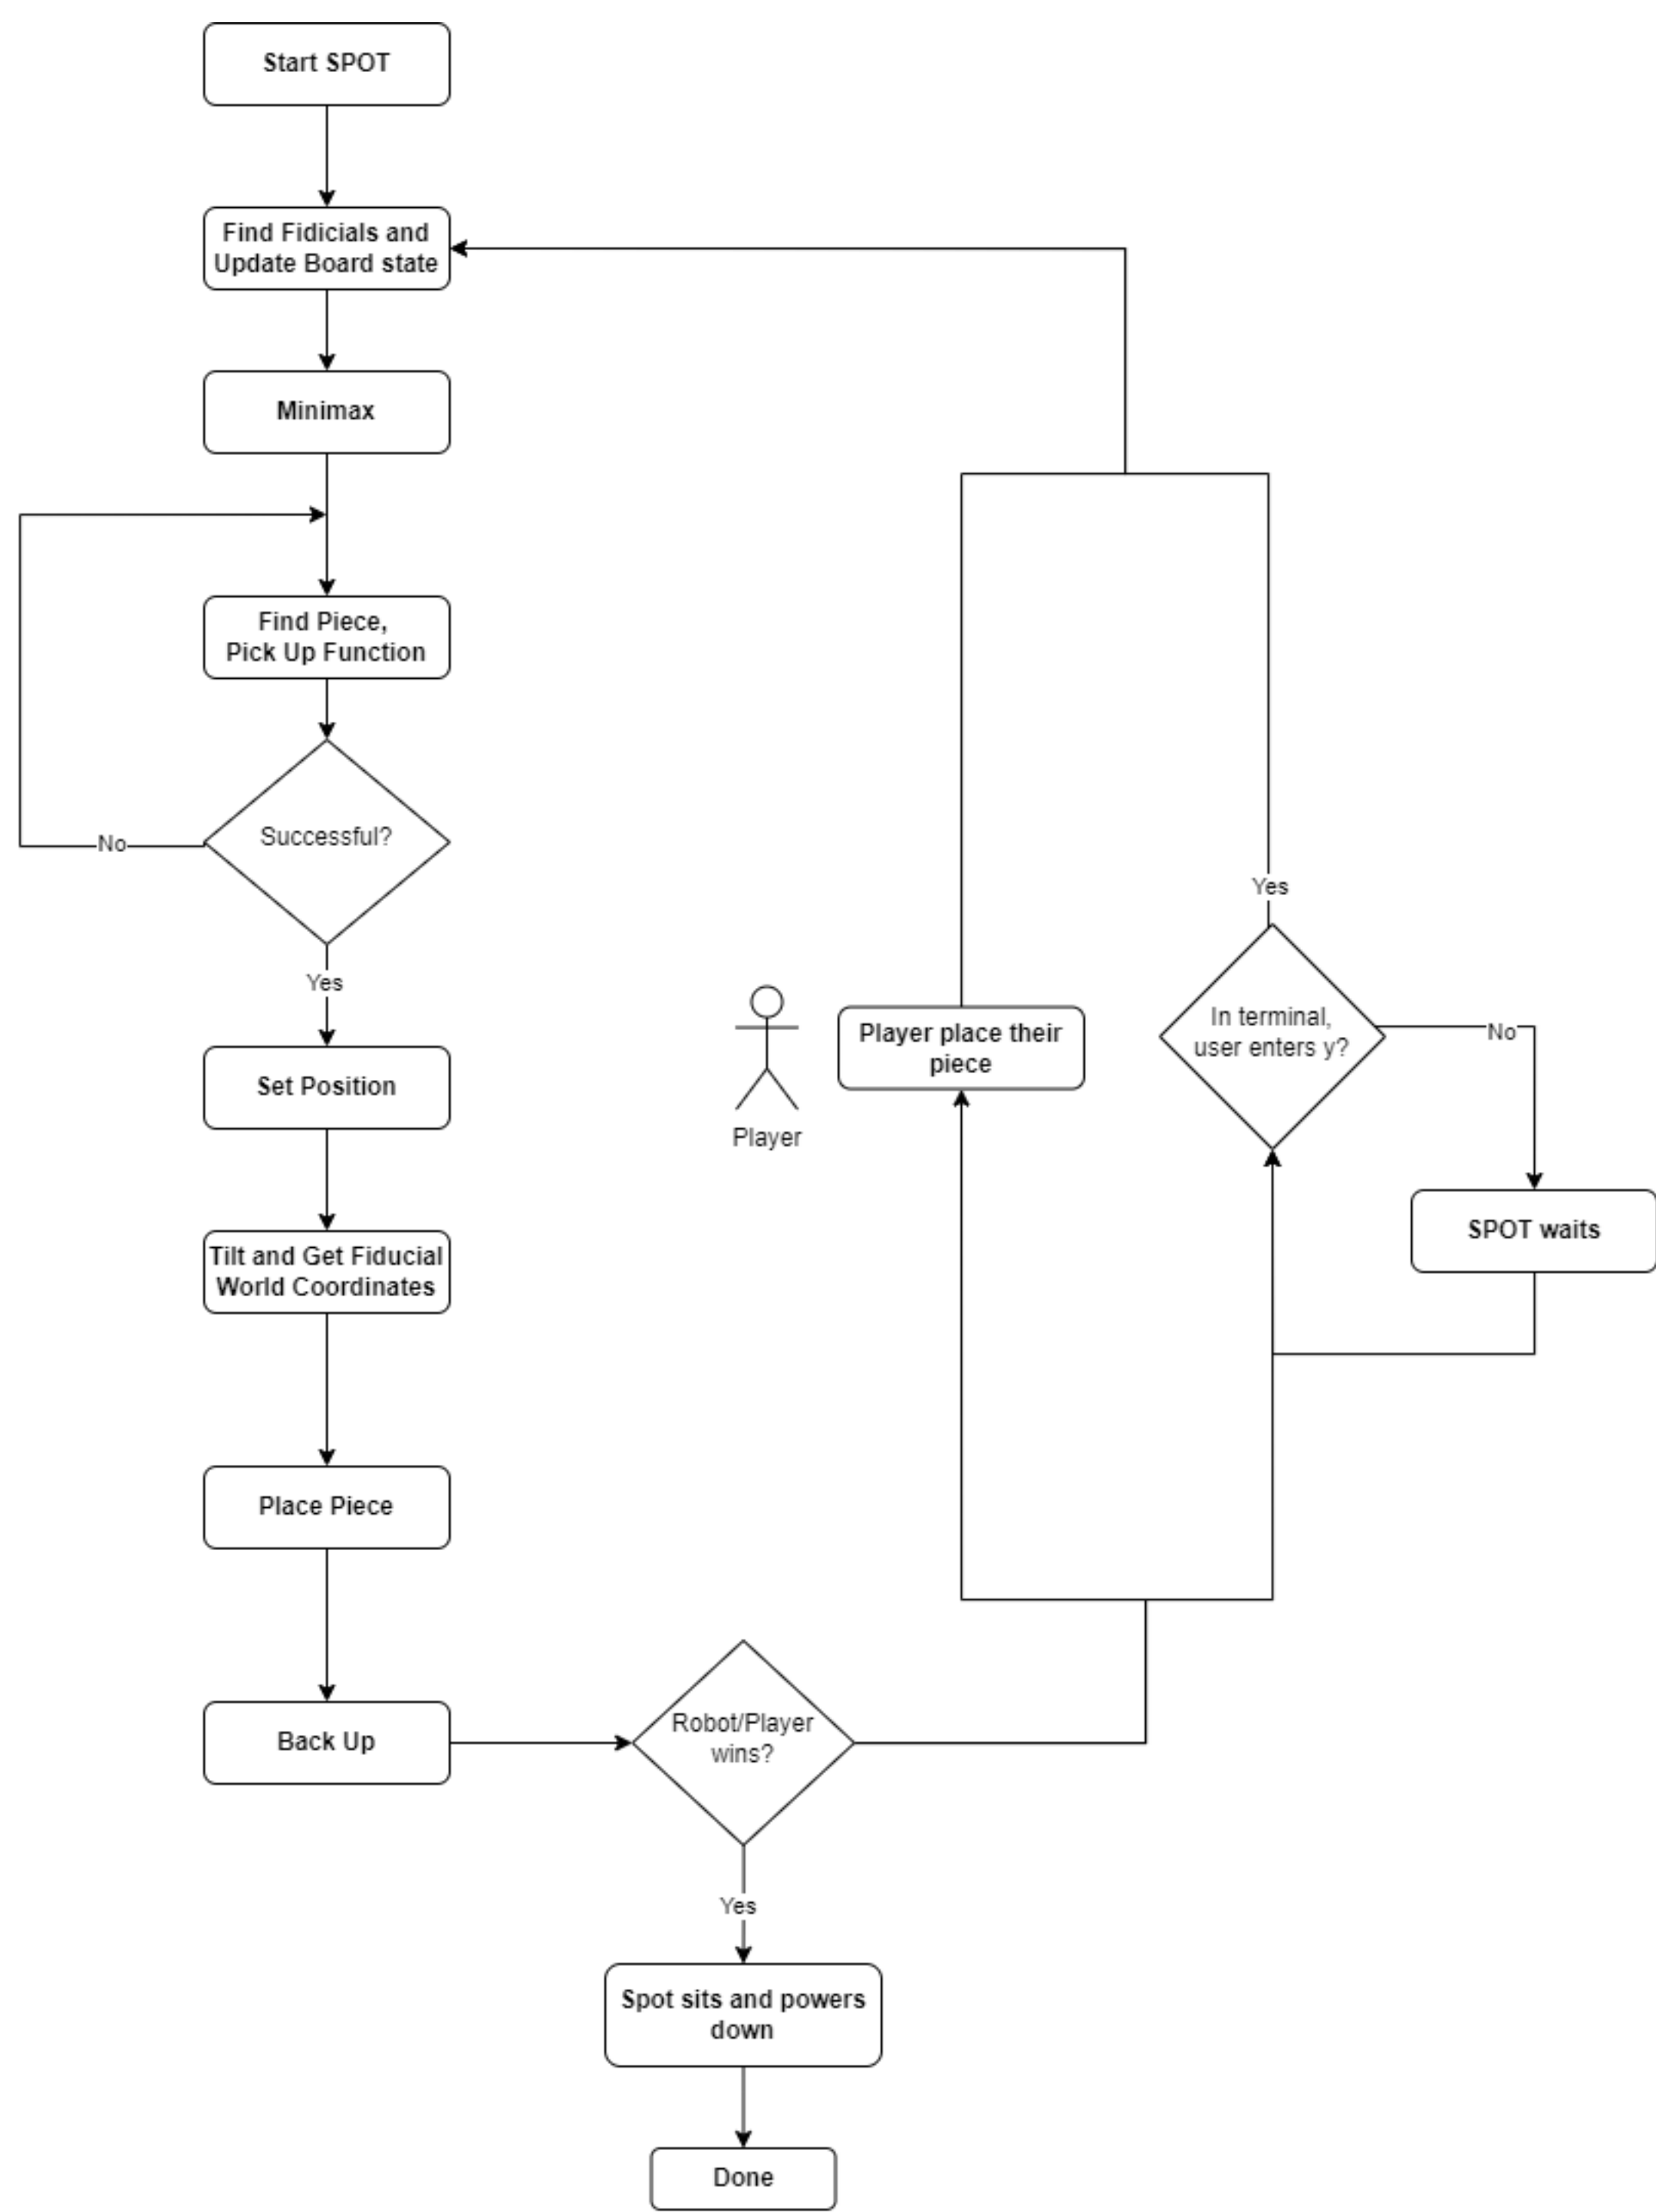 Start SPOT
Find Fidicials and
Update Board state
Minimax
Find Piece,
Pick Up Function
Successful?
No
Yes
Set Position
Tilt and Get Fiducial
World Coordinates
Place Piece
Back Up
Robot/Player
wins?
Yes
Spot sits and powers
down
Done
Player
Player place their
piece
In terminal,
user enters y?
Yes
No
SPOT waits